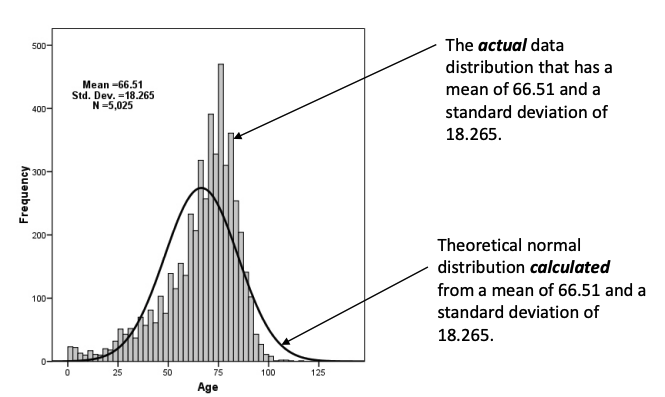 500
Mean =66.51
Std. Dev. =18.265
N =5,025
400
300
200
100
0
Frequency
0 25 50 75 100 125
Age
The actual data
distribution that has a
mean of 66.51 and a
standard deviation of
18.265.
Theoretical normal
distribution calculated
from a mean of 66.51 and a
standard deviation of
18.265.